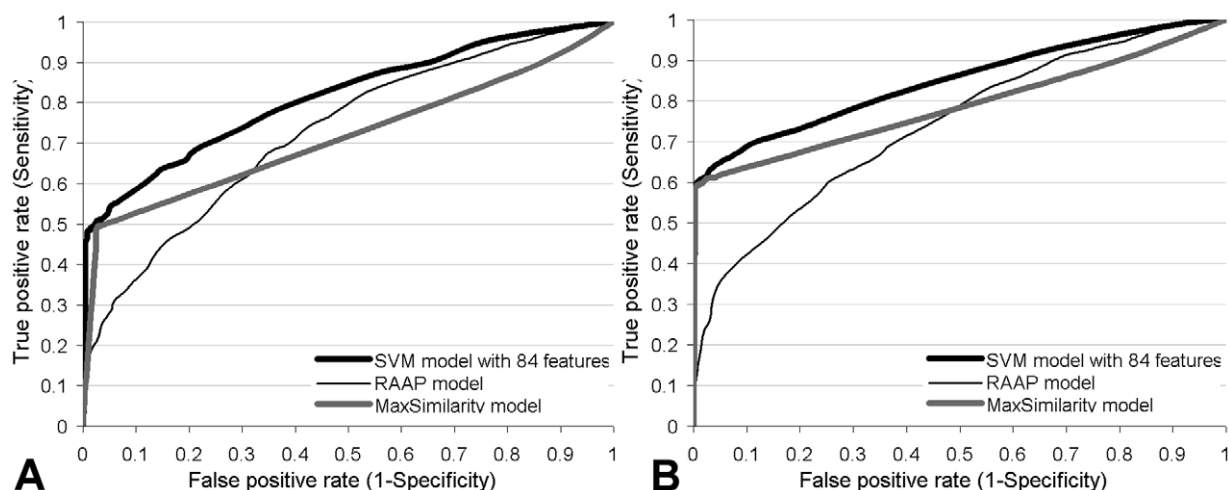 1
0.9
0.8
0.7
0.6
0.5
0.4
0.3
0.2
0.1
0
True positive rate (Sensitivity)
SVM model with 84 features
RAAP model
MaxSimilarity model
0 0.1 0.2 0.3 0.4 0.5 0.6 0.7 0.8 0.9 1
False positive rate (1-Specificity)
A
1
0.9
0.8
0.7
0.6
0.5
0.4
0.3
0.2
0.1
0
True positive rate (Sensitivity)
SVM model with 84 features
RAAP model
MaxSimilarity model
0 0.1 0.2 0.3 0.4 0.5 0.6 0.7 0.8 0.9 1
False positive rate (1-Specificity)
B